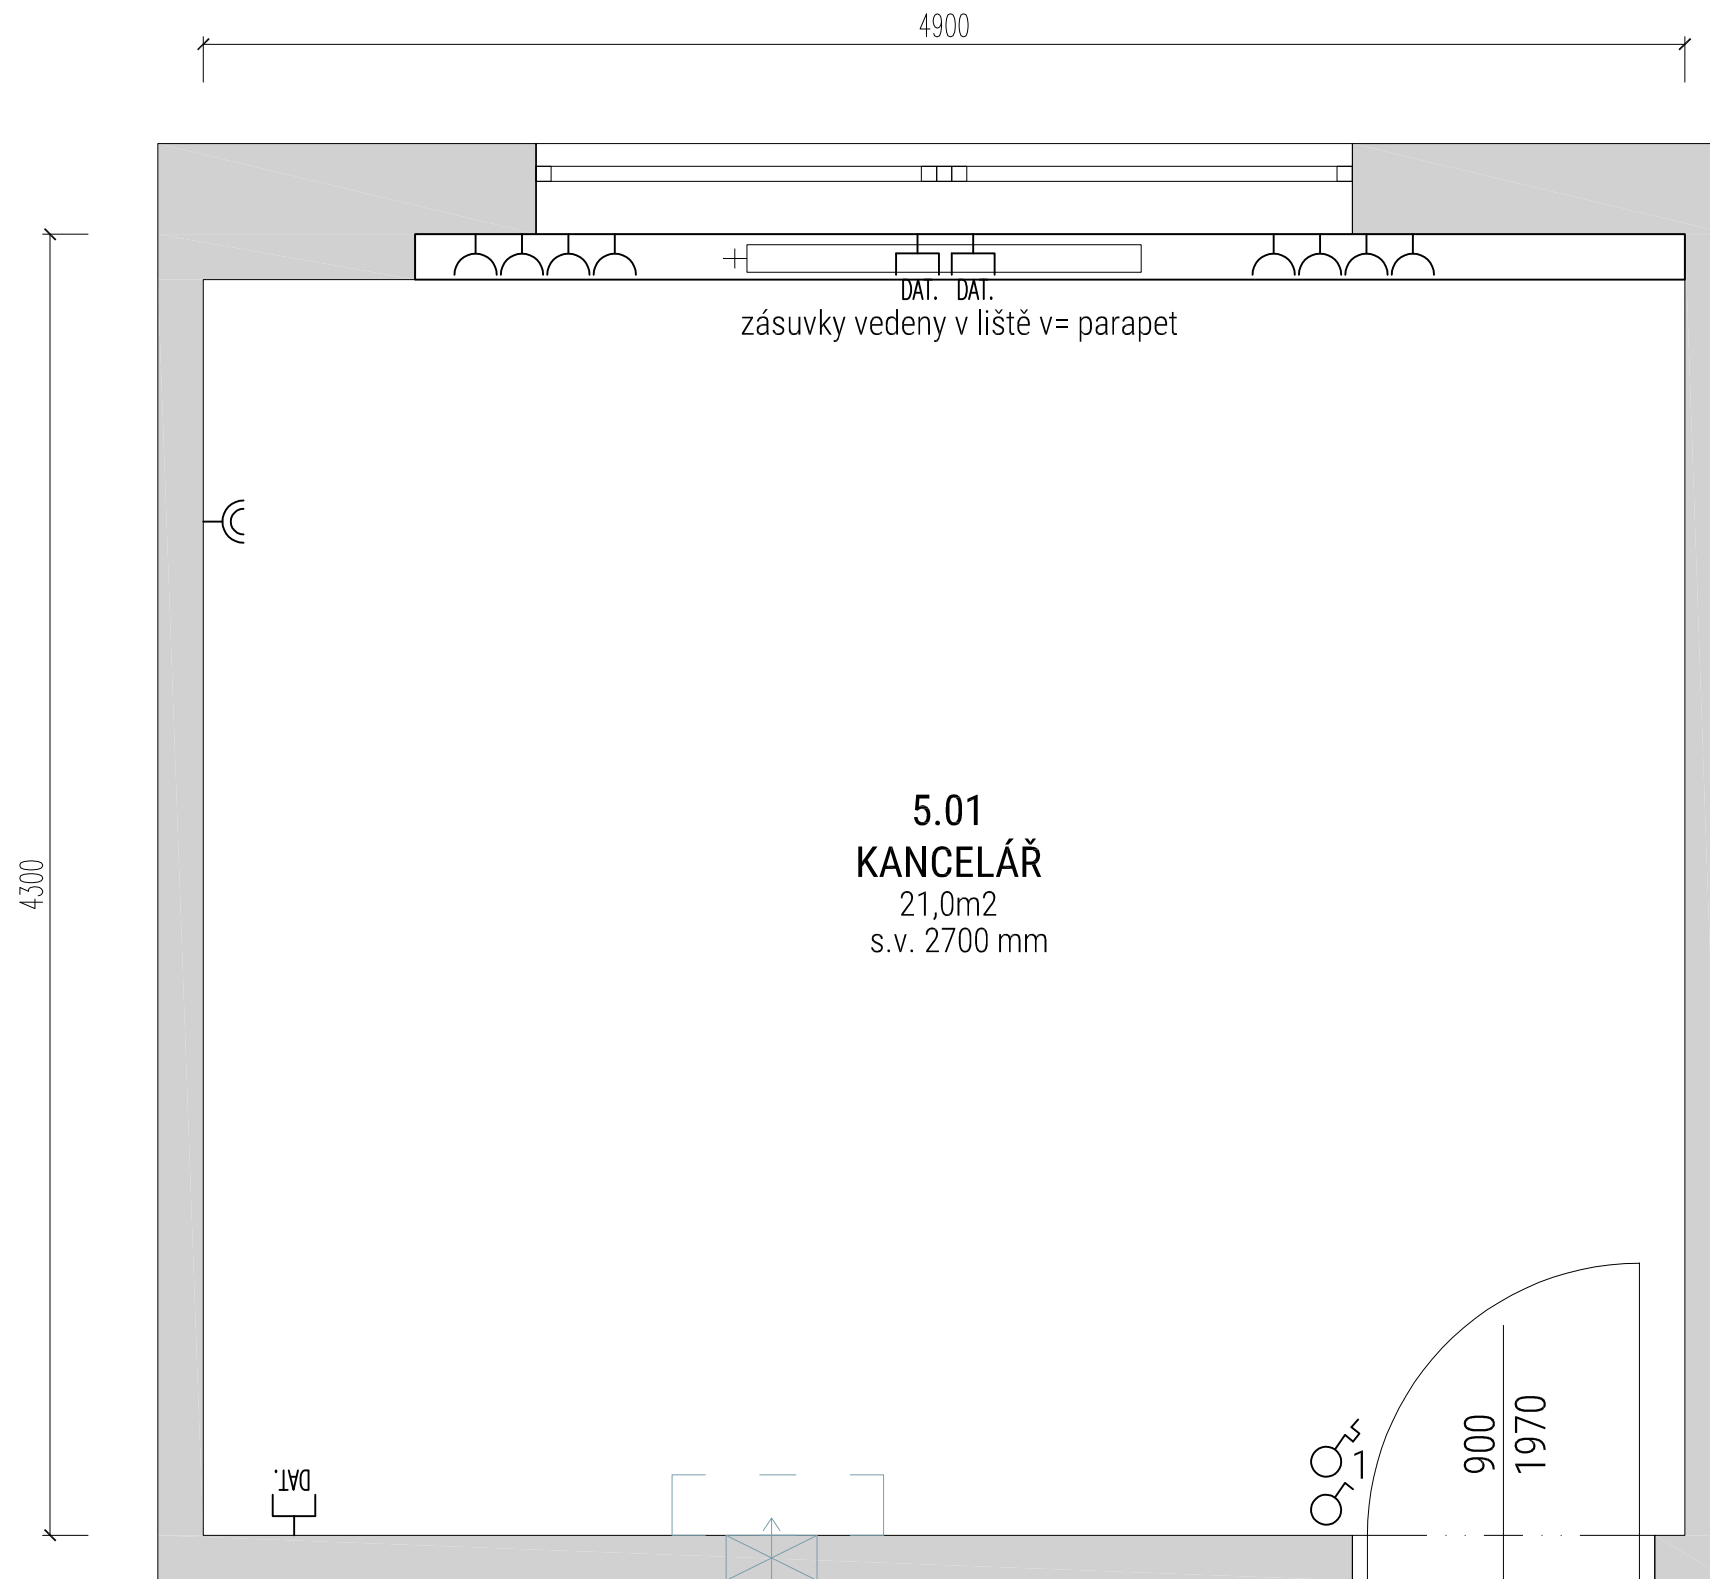 4900
DAT. DAT.
zásuvky vedeny v liště v= parapet
4300
5.01
KANCELÁŘ
21,0m2
s.v. 2700 mm
900
1970
1
DAT.